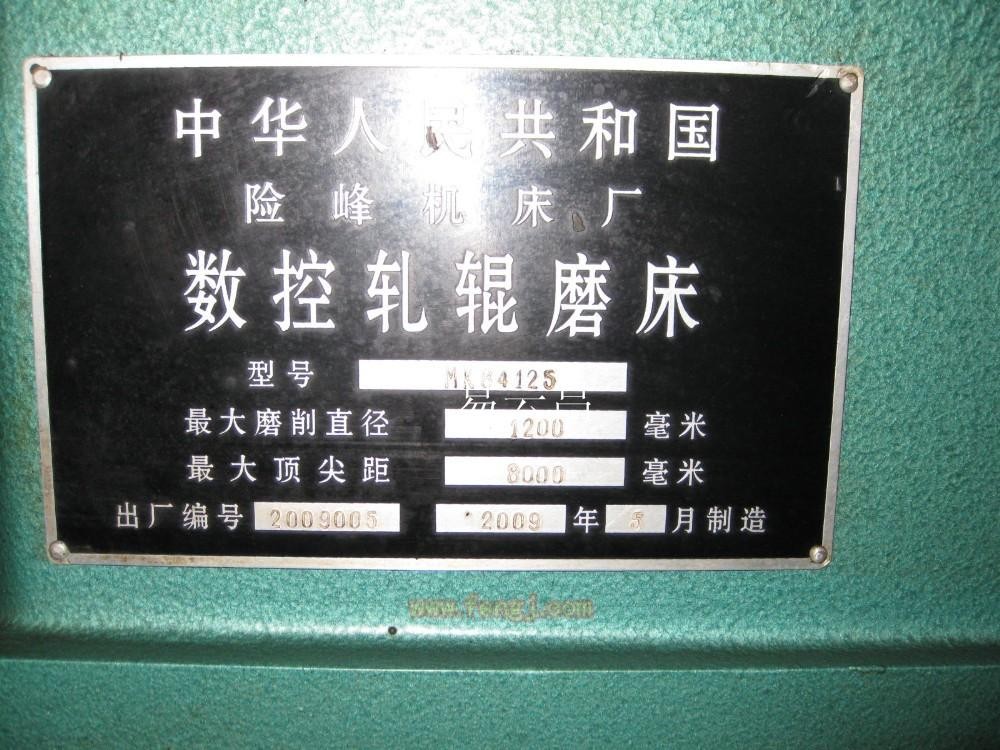 中华人民共和国
险峰机床厂
数控轧辊磨床
型号 MK84125
最大磨削直径 1200 毫米
最大顶尖距 8000 毫米
出厂编号 2009005 2009 年 5 月制造
www.fengj.com